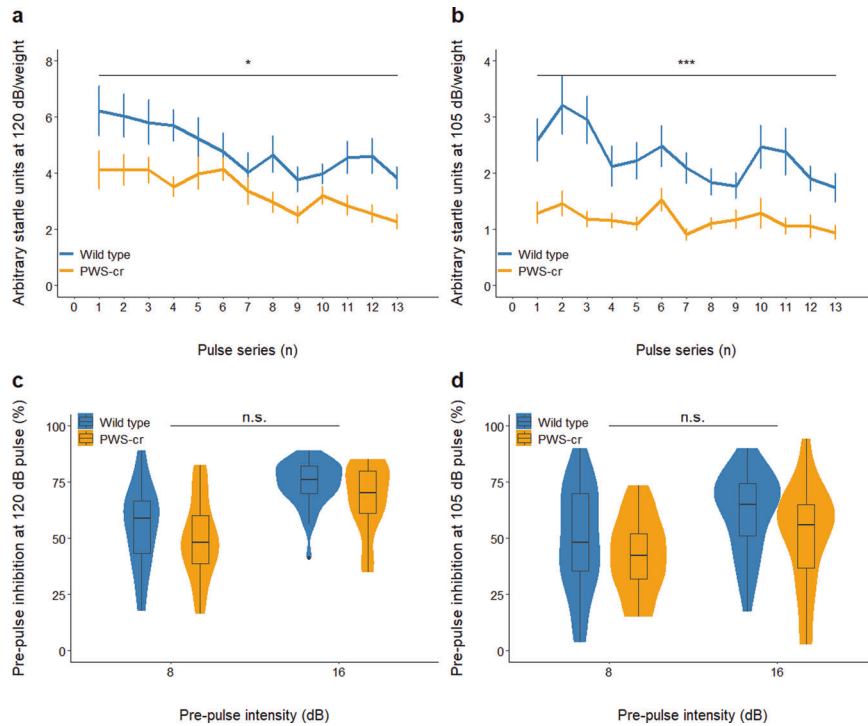 a
Arbitrary startle units at 120 dB/weight
8
6
4
2
0
*
Wild type
PWS-cr
0 1 2 3 4 5 6 7 8 9 10 11 12 13
Pulse series (n)
b
Arbitrary startle units at 105 dB/weight
4
3
2
1
0
***
Wild type
PWS-cr
0 1 2 3 4 5 6 7 8 9 10 11 12 13
Pulse series (n)
c
Pre-pulse inhibition at 120 dB pulse (%)
100
75
50
25
0
Wild type
PWS-cr
n.s.
8 16
Pre-pulse intensity (dB)
d
Pre-pulse inhibition at 105 dB pulse (%)
100
75
50
25
0
Wild type
PWS-cr
n.s.
8 16
Pre-pulse intensity (dB)